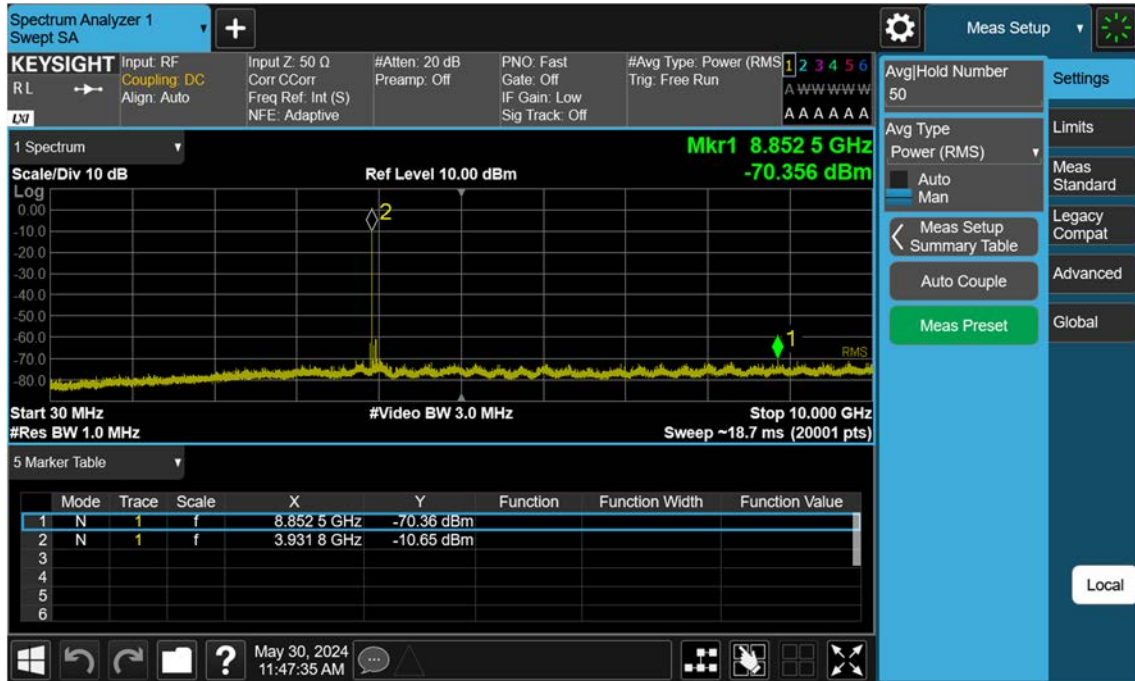 Spectrum Analyzer 1
Swept SA
+
Meas Setup
KEYSIGHT
R L
LXI
Input: RF
Coupling: DC
Align: Auto
Input Z: 50 Ω
Corr CCorr
Freq Ref: Int (S)
NFE: Adaptive
#Atten: 20 dB
Preamp: Off
PNO: Fast
Gate: Off
IF Gain: Low
Sig Track: Off
#Avg Type: Power (RMS
Trig: Free Run
1 2 3 4 5 6
A W W W W W
A A A A A A
1 Spectrum
Mkr1 8.852 5 GHz
Scale/Div 10 dB
Ref Level 10.00 dBm
-70.356 dBm
Log
0.00
-10.0
-20.0
-30.0
-40.0
-50.0
-60.0
-70.0
-80.0
2
1
RMS
Start 30 MHz
#Video BW 3.0 MHz
Stop 10.000 GHz
#Res BW 1.0 MHz
Sweep ~18.7 ms (20001 pts)
5 Marker Table
Mode Trace Scale X Y Function Function Width Function Value
1 N 1 f 8.852 5 GHz -70.36 dBm
2 N 1 f 3.931 8 GHz -10.65 dBm
3
4
5
6
?
May 30, 2024
11:47:35 AM
Avg|Hold Number
50
Avg Type
Power (RMS)
Auto
Man
Meas Setup
Summary Table
Auto Couple
Meas Preset
Settings
Limits
Meas
Standard
Legacy
Compat
Advanced
Global
Local